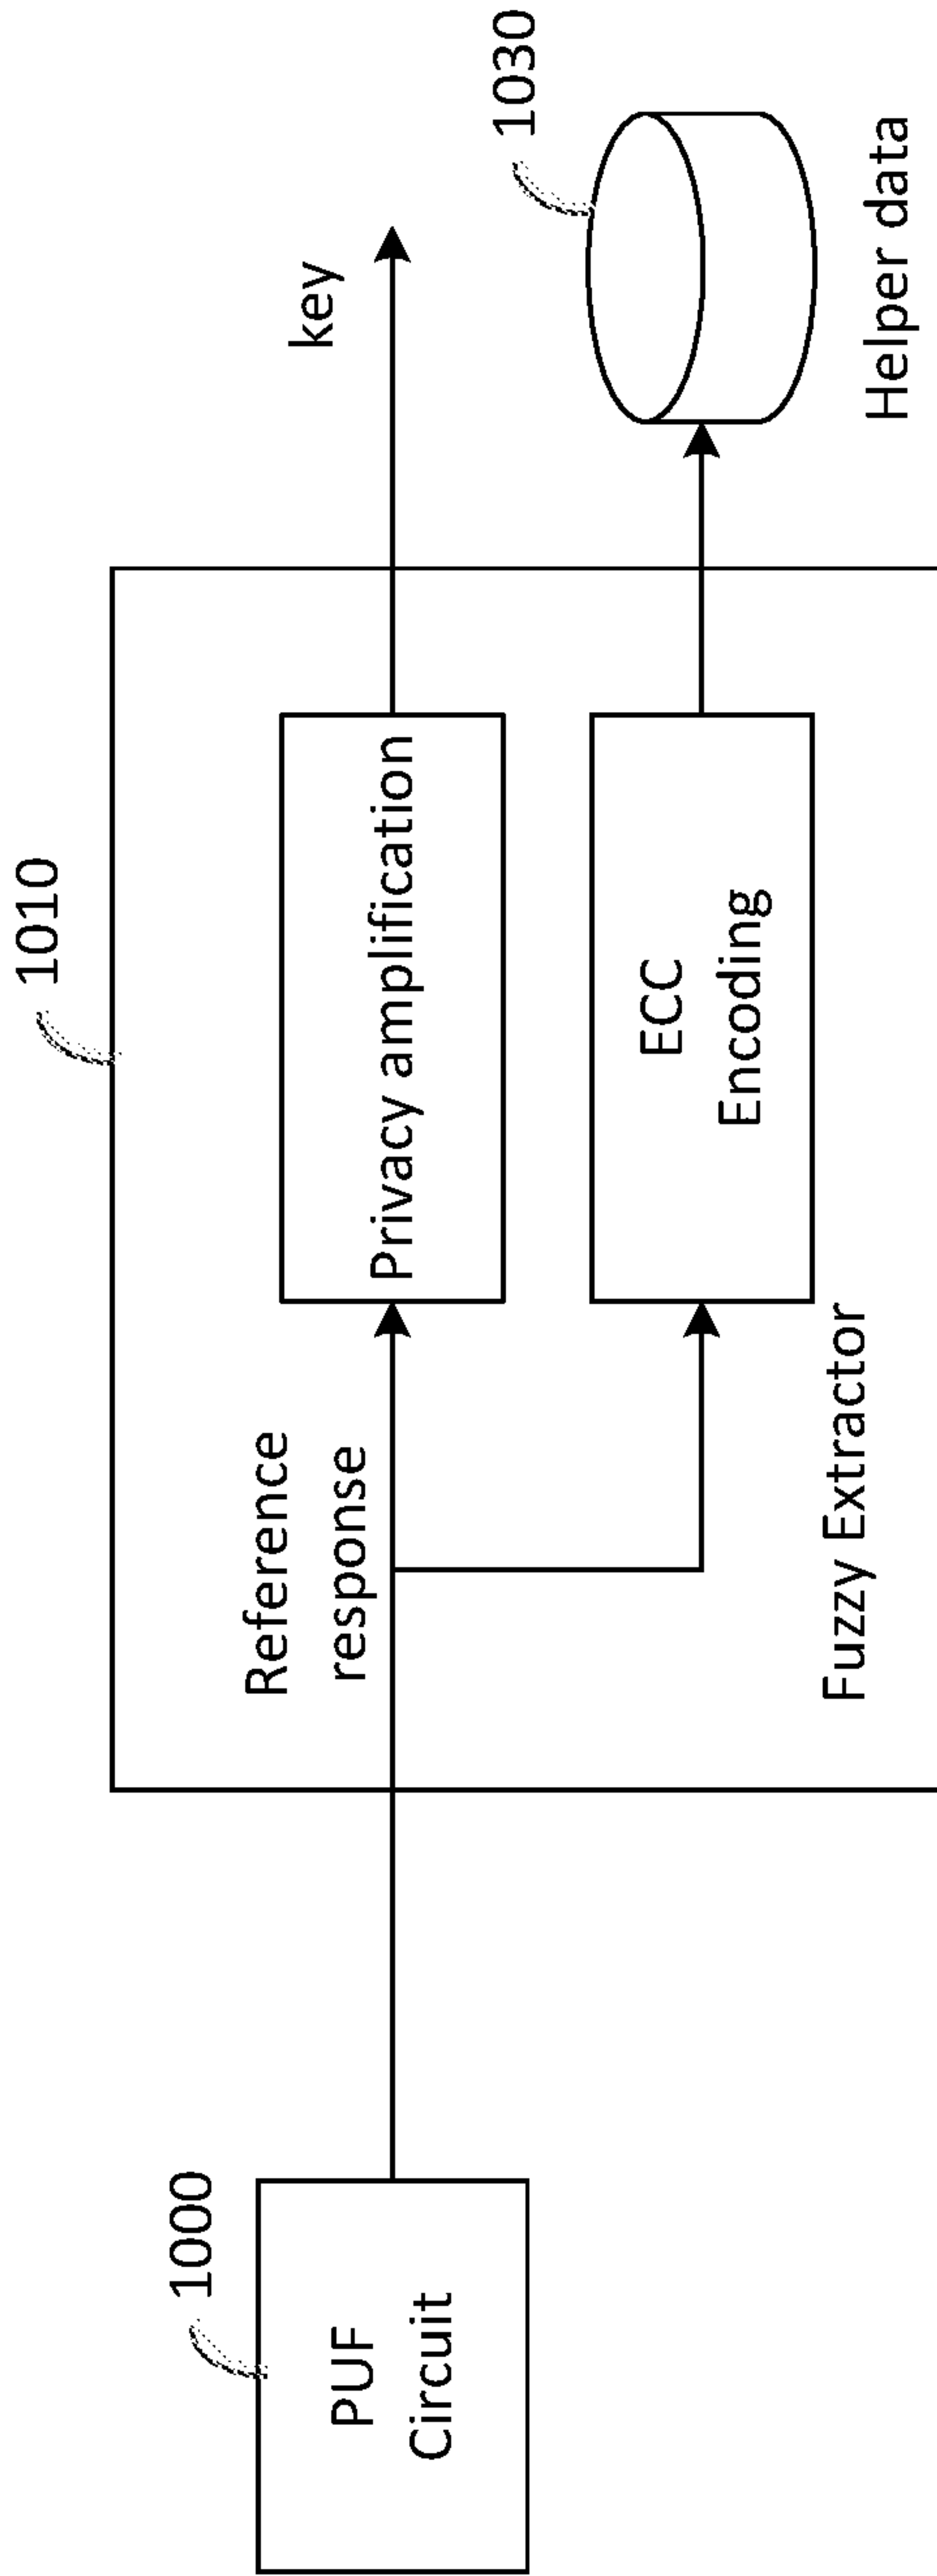 1000
PUF
Circuit
1010
Reference
response
Privacy amplification
ECC
Encoding
Fuzzy Extractor
key
1030
Helper data